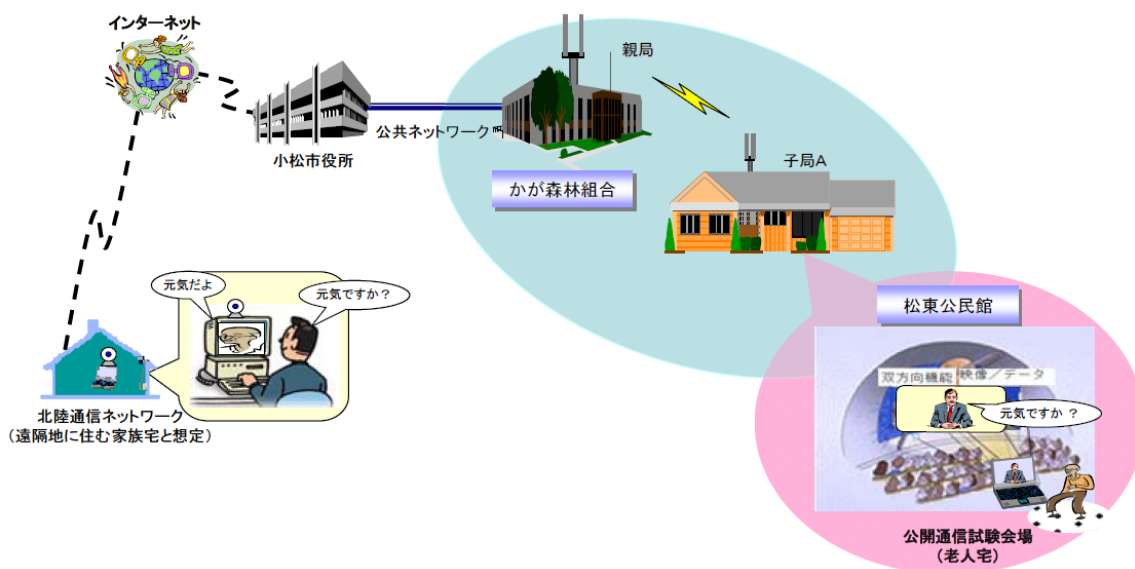 インターネット
親局
公共ネットワーク
小松市役所
子局A
かが森林組合
元気だよ
元気ですか？
松東公民館
双方向機能
映像／データ
元気ですか？
北陸通信ネットワーク
（遠隔地に住む家族宅と想定）
公開通信試験会場
（老人宅）